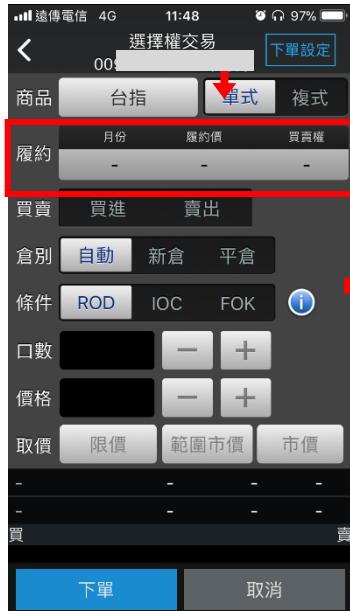 遠傳電信 4G 11:48 97%
選擇權交易 下單設定
009
商品 台指 單式 複式
月份 履約價 買賣權
履約 - - -
買賣 買進 賣出
倉別 自動 新倉 平倉
條件 ROD IOC FOK i
口數 － ＋
價格 － ＋
取價 限價 範圍市價 市價
- - - -
- - - -
買 賣
下單 取消